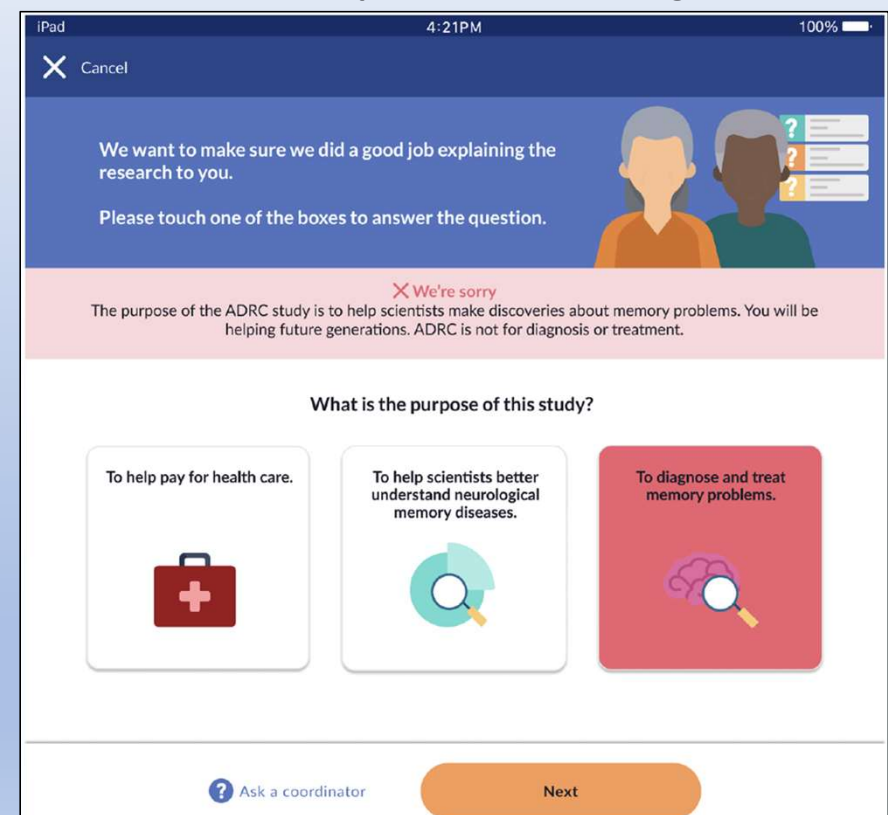 iPad 4:21PM 100%
Cancel
We want to make sure we did a good job explaining the
research to you.
Please touch one of the boxes to answer the question.
? 
?
?
We're sorry
The purpose of the ADRC study is to help scientists make discoveries about memory problems. You will be
helping future generations. ADRC is not for diagnosis or treatment.
What is the purpose of this study?
To help pay for health care.
To help scientists better
understand neurological
memory diseases.
To diagnose and treat
memory problems.
? Ask a coordinator
Next